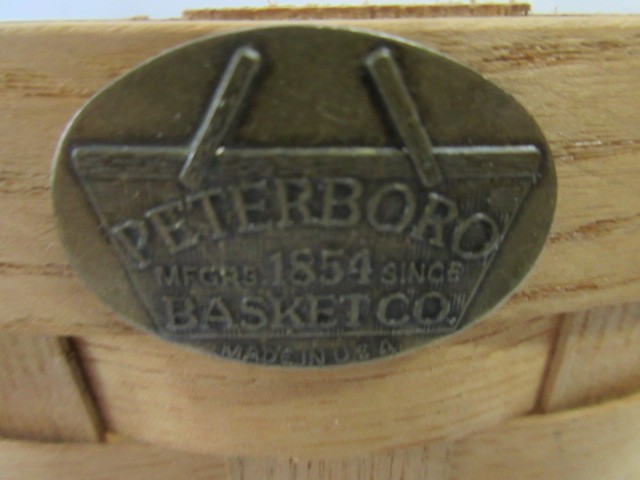 PETERBORO
MFGRS. 1854 SINCE
BASKET CO.
MADE IN U.S.A.